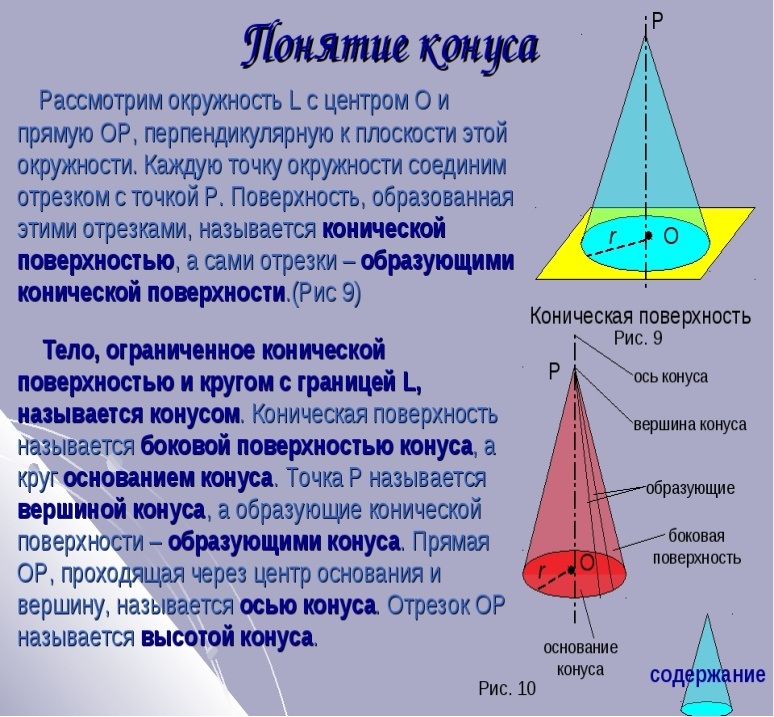 Понятие конуса
Рассмотрим окружность L с центром О и
прямую ОР, перпендикулярную к плоскости этой
окружности. Каждую точку окружности соединим
отрезком с точкой Р. Поверхность, образованная
этими отрезками, называется конической
поверхностью, а сами отрезки – образующими
конической поверхности.(Рис 9)
Тело, ограниченное конической
поверхностью и кругом с границей L,
называется конусом. Коническая поверхность
называется боковой поверхностью конуса, а
круг основанием конуса. Точка Р называется
вершиной конуса, а образующие конической
поверхности – образующими конуса. Прямая
ОР, проходящая через центр основания и
вершину, называется осью конуса. Отрезок ОР
называется высотой конуса.
Р
r О
Коническая поверхность
Рис. 9
Р
ось конуса
вершина конуса
образующие
боковая
поверхность
r О
основание
конуса
Рис. 10
содержание